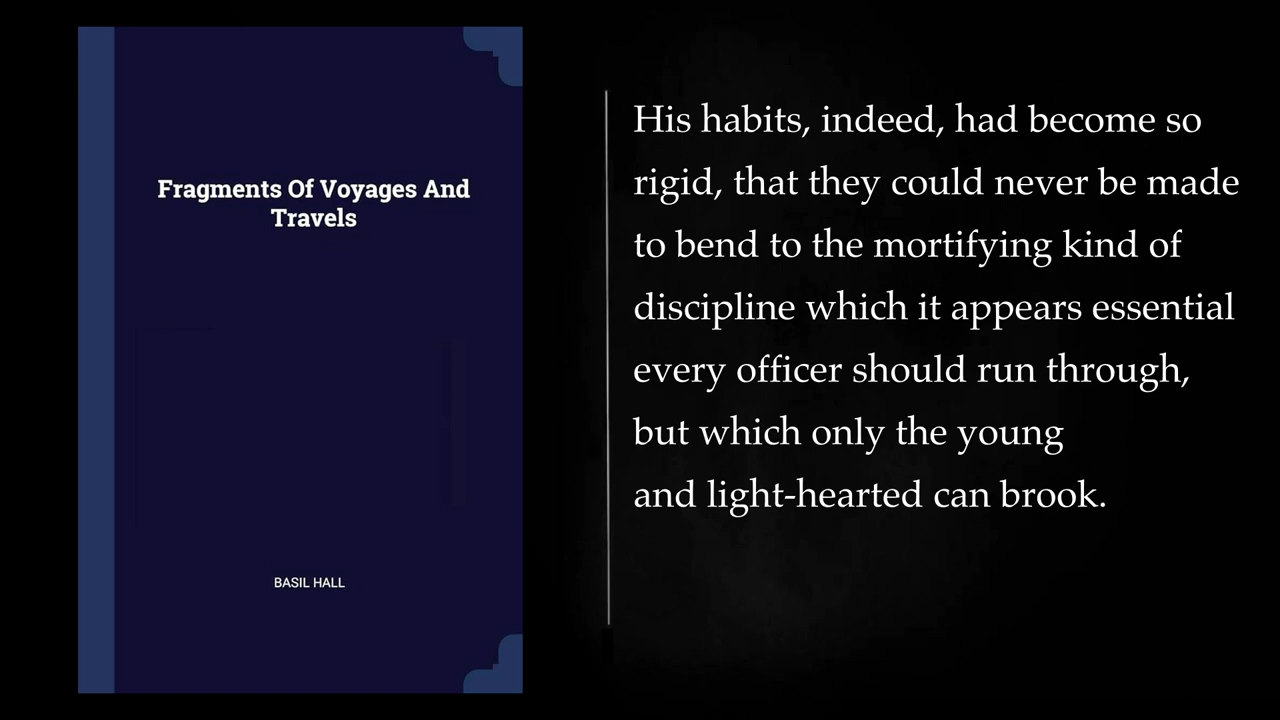 Fragments Of Voyages And
Travels
BASIL HALL
His habits, indeed, had become so
rigid, that they could never be made
to bend to the mortifying kind of
discipline which it appears essential
every officer should run through,
but which only the young
and light-hearted can brook.